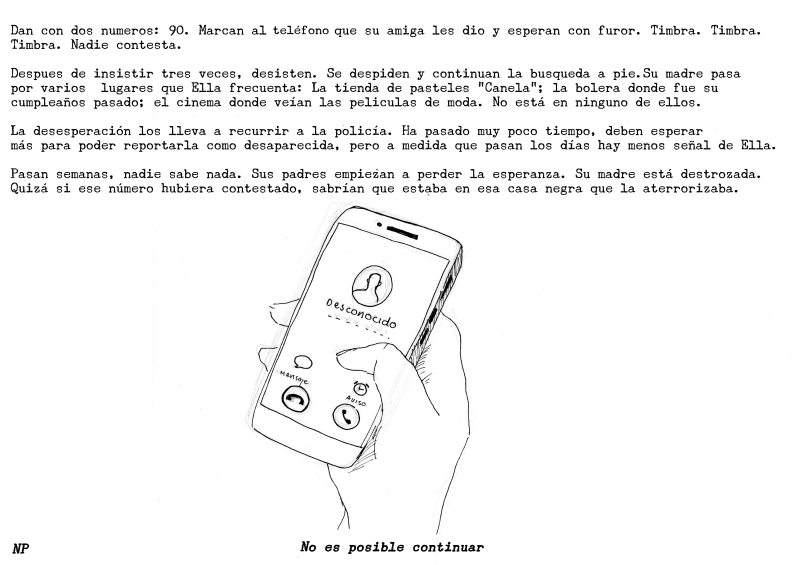 Dan con dos numeros: 90. Marcan al teléfono que su amiga les dio y esperan con furor. Timbra. Timbra.
Timbra. Nadie contesta.
Despues de insistir tres veces, desisten. Se despiden y continuan la busqueda a pie.Su madre pasa
por varios lugares que Ella frecuenta: La tienda de pasteles "Canela"; la bolera donde fue su
cumpleaños pasado; el cinema donde veían las peliculas de moda. No está en ninguno de ellos.
La desesperación los lleva a recurrir a la policía. Ha pasado muy poco tiempo, deben esperar
más para poder reportarla como desaparecida, pero a medida que pasan los días hay menos señal de Ella.
Pasan semanas, nadie sabe nada. Sus padres empiezan a perder la esperanza. Su madre está destrozada.
Quizá si ese número hubiera contestado, sabrían que estaba en esa casa negra que la aterrorizaba.
Desconocido
Mensaje
Aviso
NP
No es posible continuar